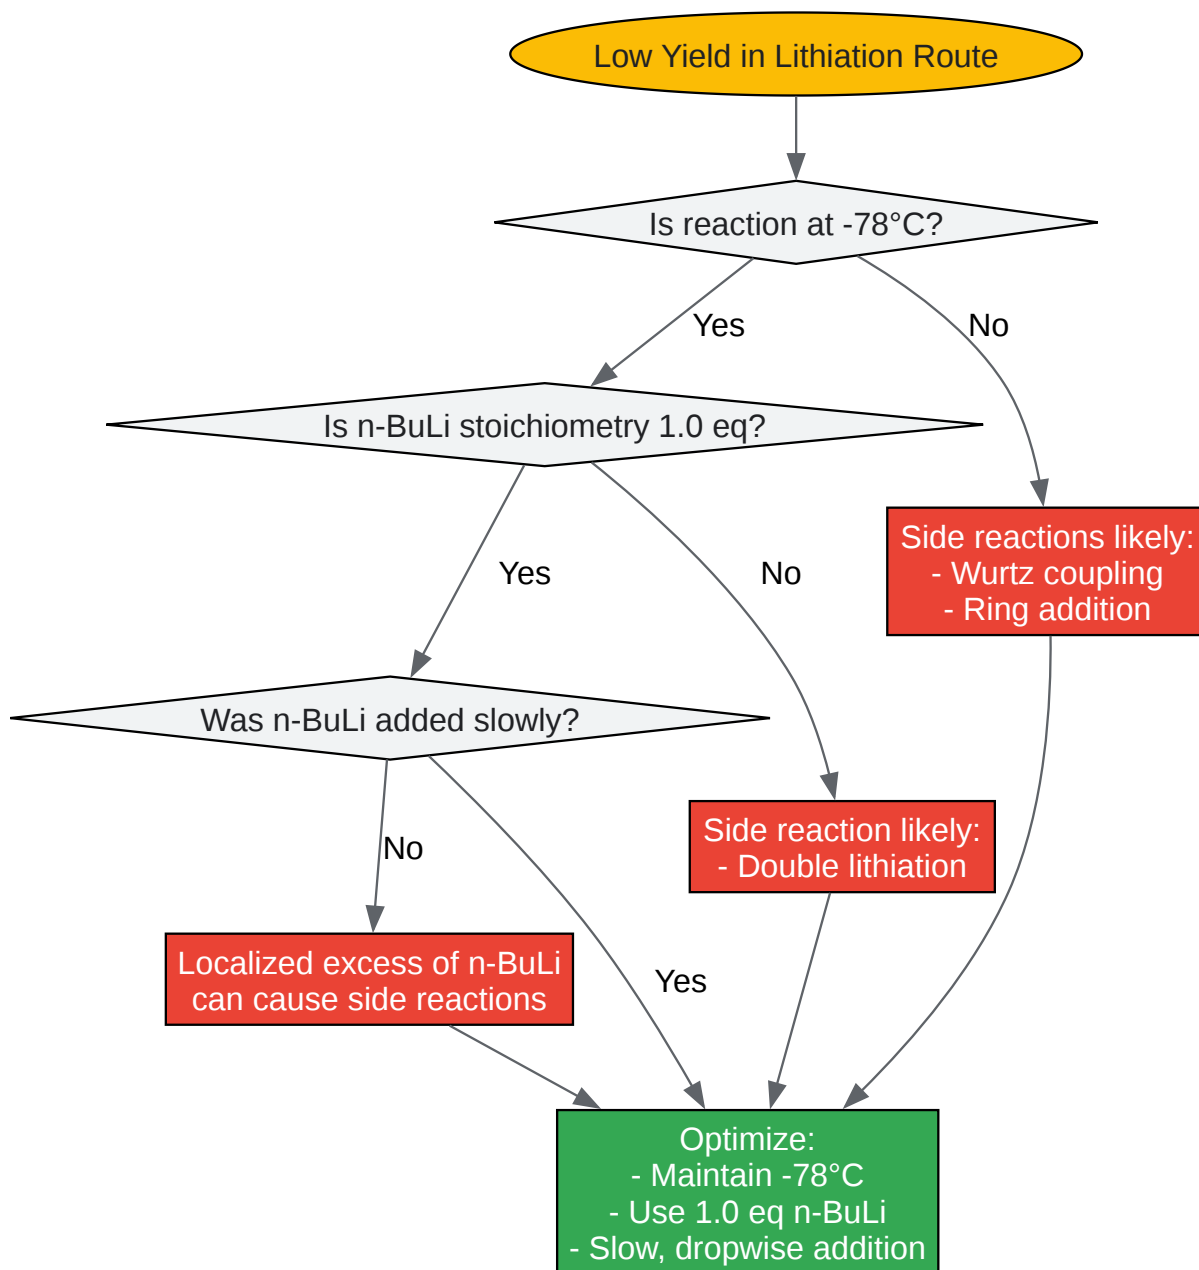 Low Yield in Lithiation Route
Is reaction at -78°C?
Yes
No
Is n-BuLi stoichiometry 1.0 eq?
Side reactions likely:
- Wurtz coupling
- Ring addition
Yes
No
Was n-BuLi added slowly?
Side reaction likely:
- Double lithiation
No
Localized excess of n-BuLi
can cause side reactions
Yes
Optimize:
- Maintain -78°C
- Use 1.0 eq n-BuLi
- Slow, dropwise addition